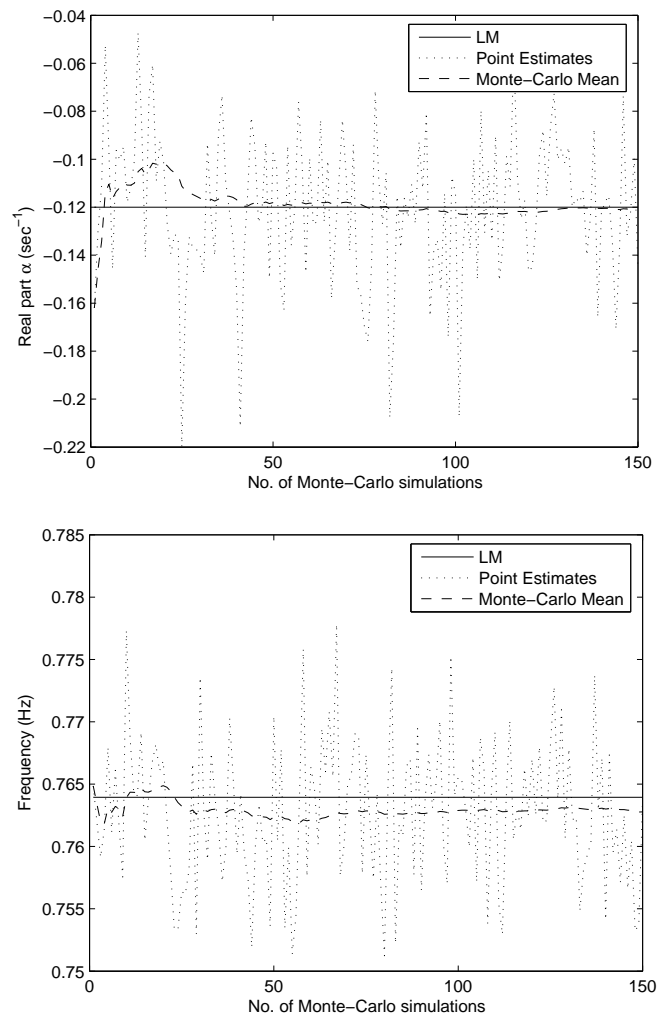 −0.04
−0.06
−0.08
−0.1
−0.12
−0.14
−0.16
−0.18
−0.2
−0.22
Real part α (sec⁻¹)
LM
Point Estimates
Monte−Carlo Mean
0 50 100 150
No. of Monte−Carlo simulations
0.785
0.78
0.775
0.77
0.765
0.76
0.755
0.75
Frequency (Hz)
LM
Point Estimates
Monte−Carlo Mean
0 50 100 150
No. of Monte−Carlo simulations